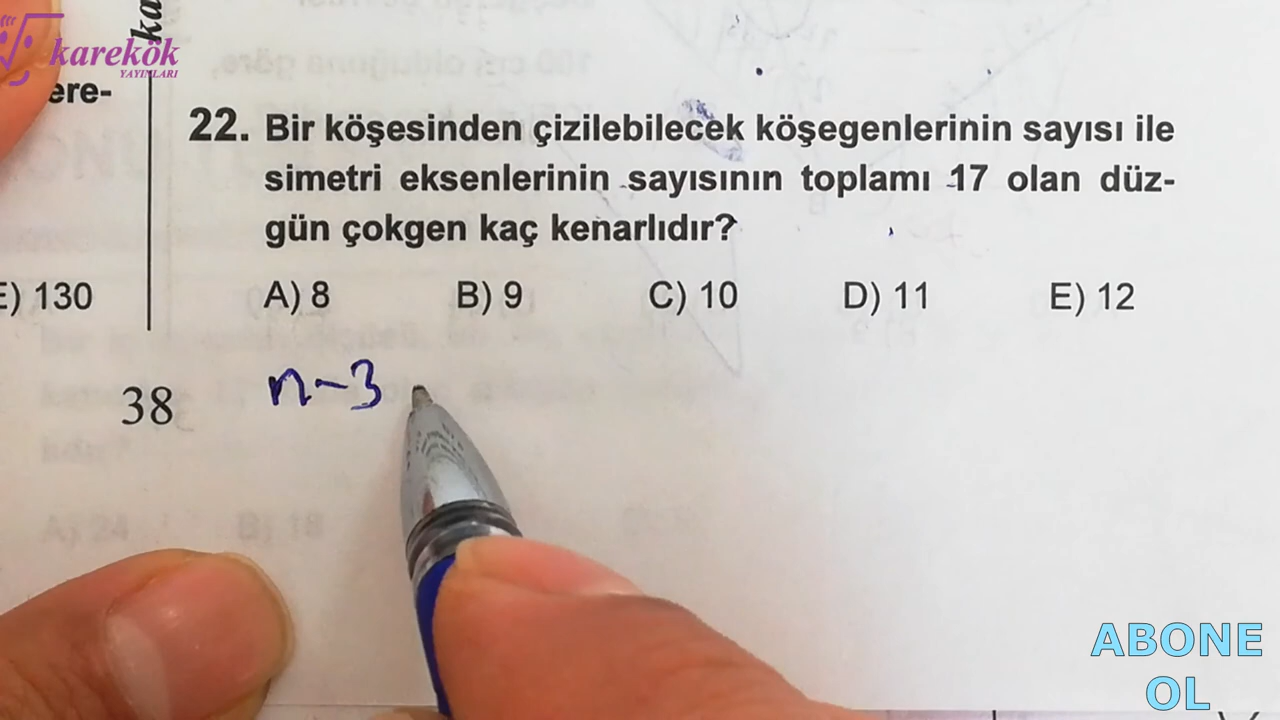 karekök
YAYINLARI
ka
ere-
22. Bir köşesinden çizilebilecek köşegenlerinin sayısı ile
simetri eksenlerinin sayısının toplamı 17 olan düz-
gün çokgen kaç kenarlıdır?
E) 130
A) 8 B) 9 C) 10 D) 11 E) 12
n-3
38
ABONE
OL